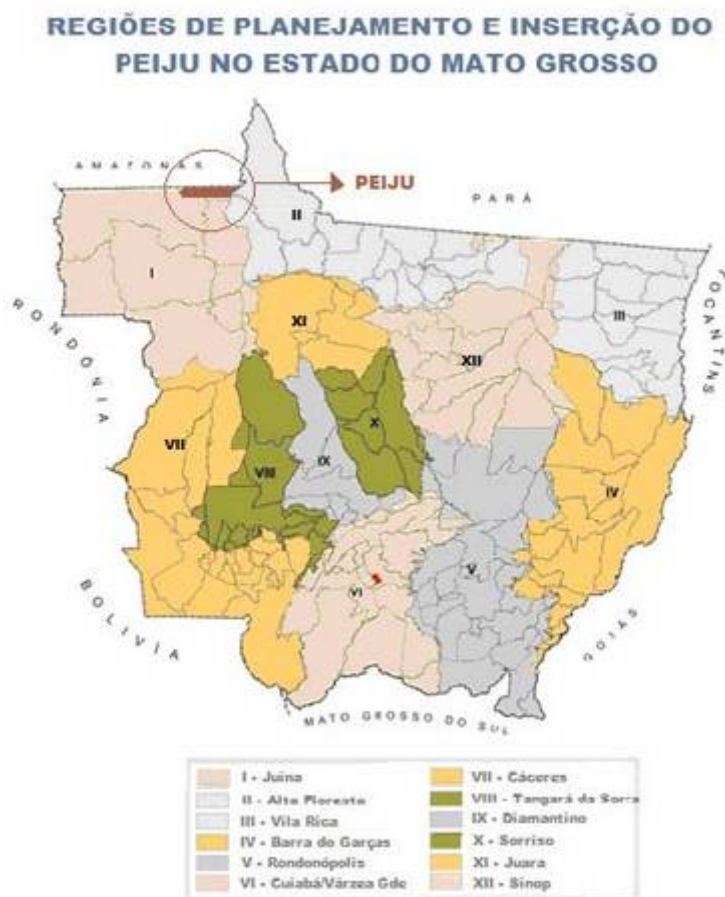 REGIÕES DE PLANEJAMENTO E INSERÇÃO DO
PEIJU NO ESTADO DO MATO GROSSO
AMAZONAS
PEIJU
PARÁ
II
I
III
TOCANTINS
RONDONIA
XI
XII
VII
X
IX
VIII
IV
V
VI
BOLIVÍA
GOIÁS
MATO GROSSO DO SUL
I - Juina
II - Alta Floresta
III - Vila Rica
IV - Barra do Garças
V - Rondonópolis
VI - Cuiabá/Várzea Gde
VII - Cáceres
VIII - Tangará da Serra
IX - Diamantino
X - Sorriso
XI - Juara
XII - Sinop